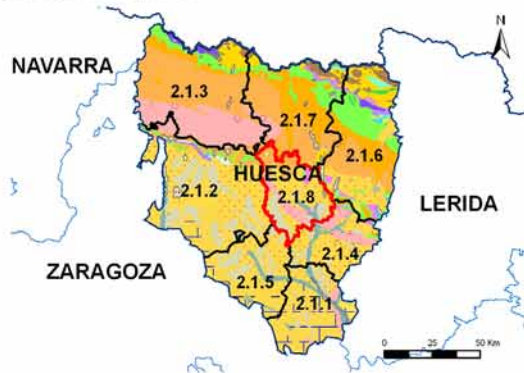 N
NAVARRA
2.1.3
2.1.7
2.1.6
HUESCA
2.1.2
2.1.8
LERIDA
2.1.4
ZARAGOZA
2.1.5
2.1.1
0 25 50 Km